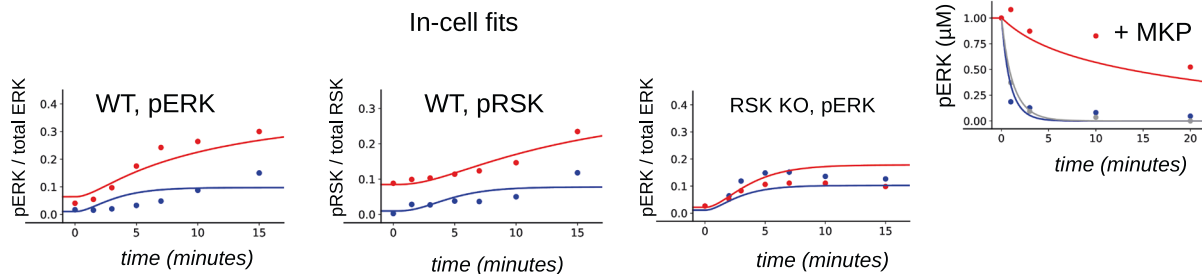 In-cell fits
WT, pERK
pERK / total ERK
0.4
0.3
0.2
0.1
0.0
0
5
10
15
time (minutes)
WT, pRSK
pRSK / total RSK
0.3
0.2
0.1
0.0
0
5
10
15
time (minutes)
RSK KO, pERK
pERK / total ERK
0.4
0.3
0.2
0.1
0.0
0
5
10
15
time (minutes)
+ MKP
pERK (µM)
1.00
0.75
0.50
0.25
0.00
0
5
10
15
20
time (minutes)